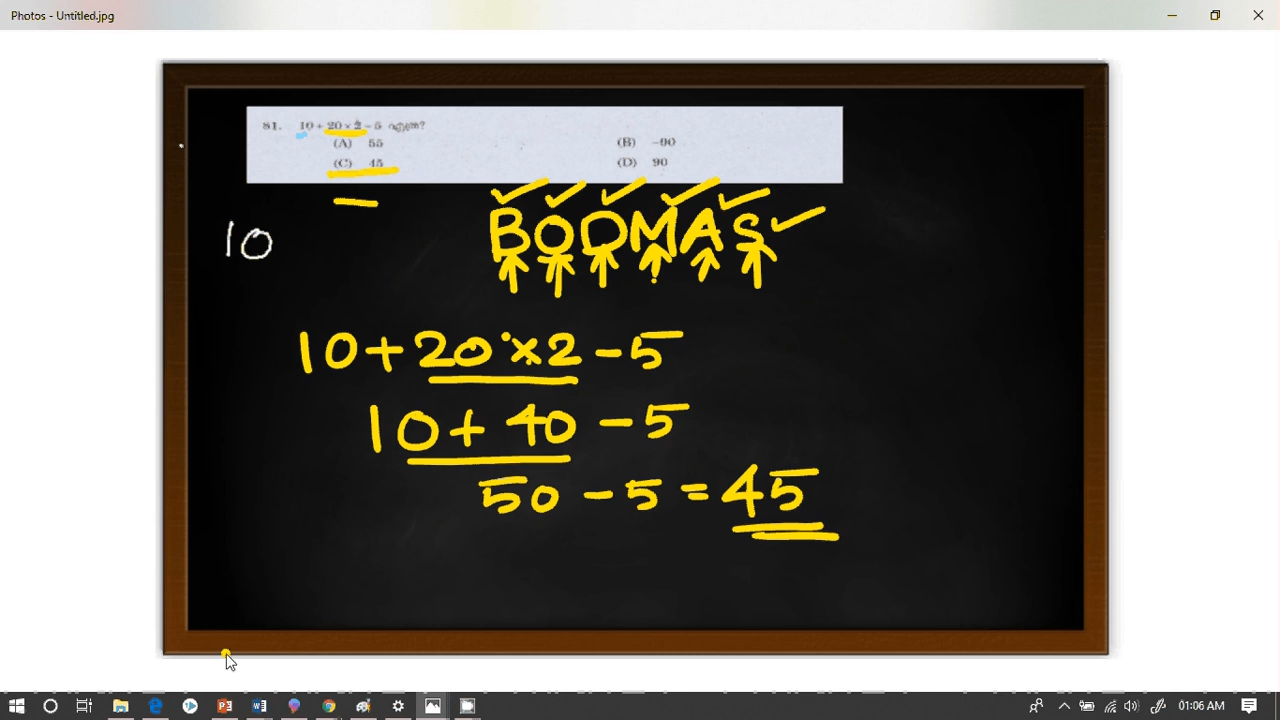 Photos - Untitled.jpg
81. 10 + 20 × 2 - 5 എത്ര?
(A) 55 (B) -90
(C) 45 (D) 90
10
BODMAS
10+20×2-5
10+40-5
50-5=45
01:06 AM